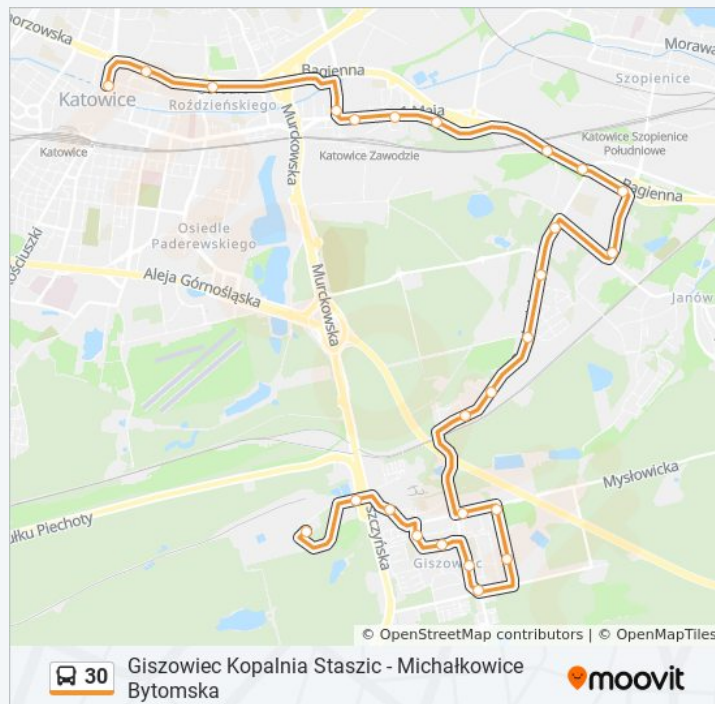 orzowska
Bagienna
Morawa
Szopienice
Katowice
Roździeńskiego
1 Maja
Katowice Szopienice
Południowe
Katowice
Murckowska
Katowice Zawodzie
Bagienna
Osiedle
Paderewskiego
Kościuszki
Aleja Górnośląska
Murckowska
Janów
Mysłowicka
ułku Piechoty
szczyńska
Giszowiec
© OpenStreetMap contributors | © OpenMapTiles
30
Giszowiec Kopalnia Staszic - Michałkowice
Bytomska
moovit